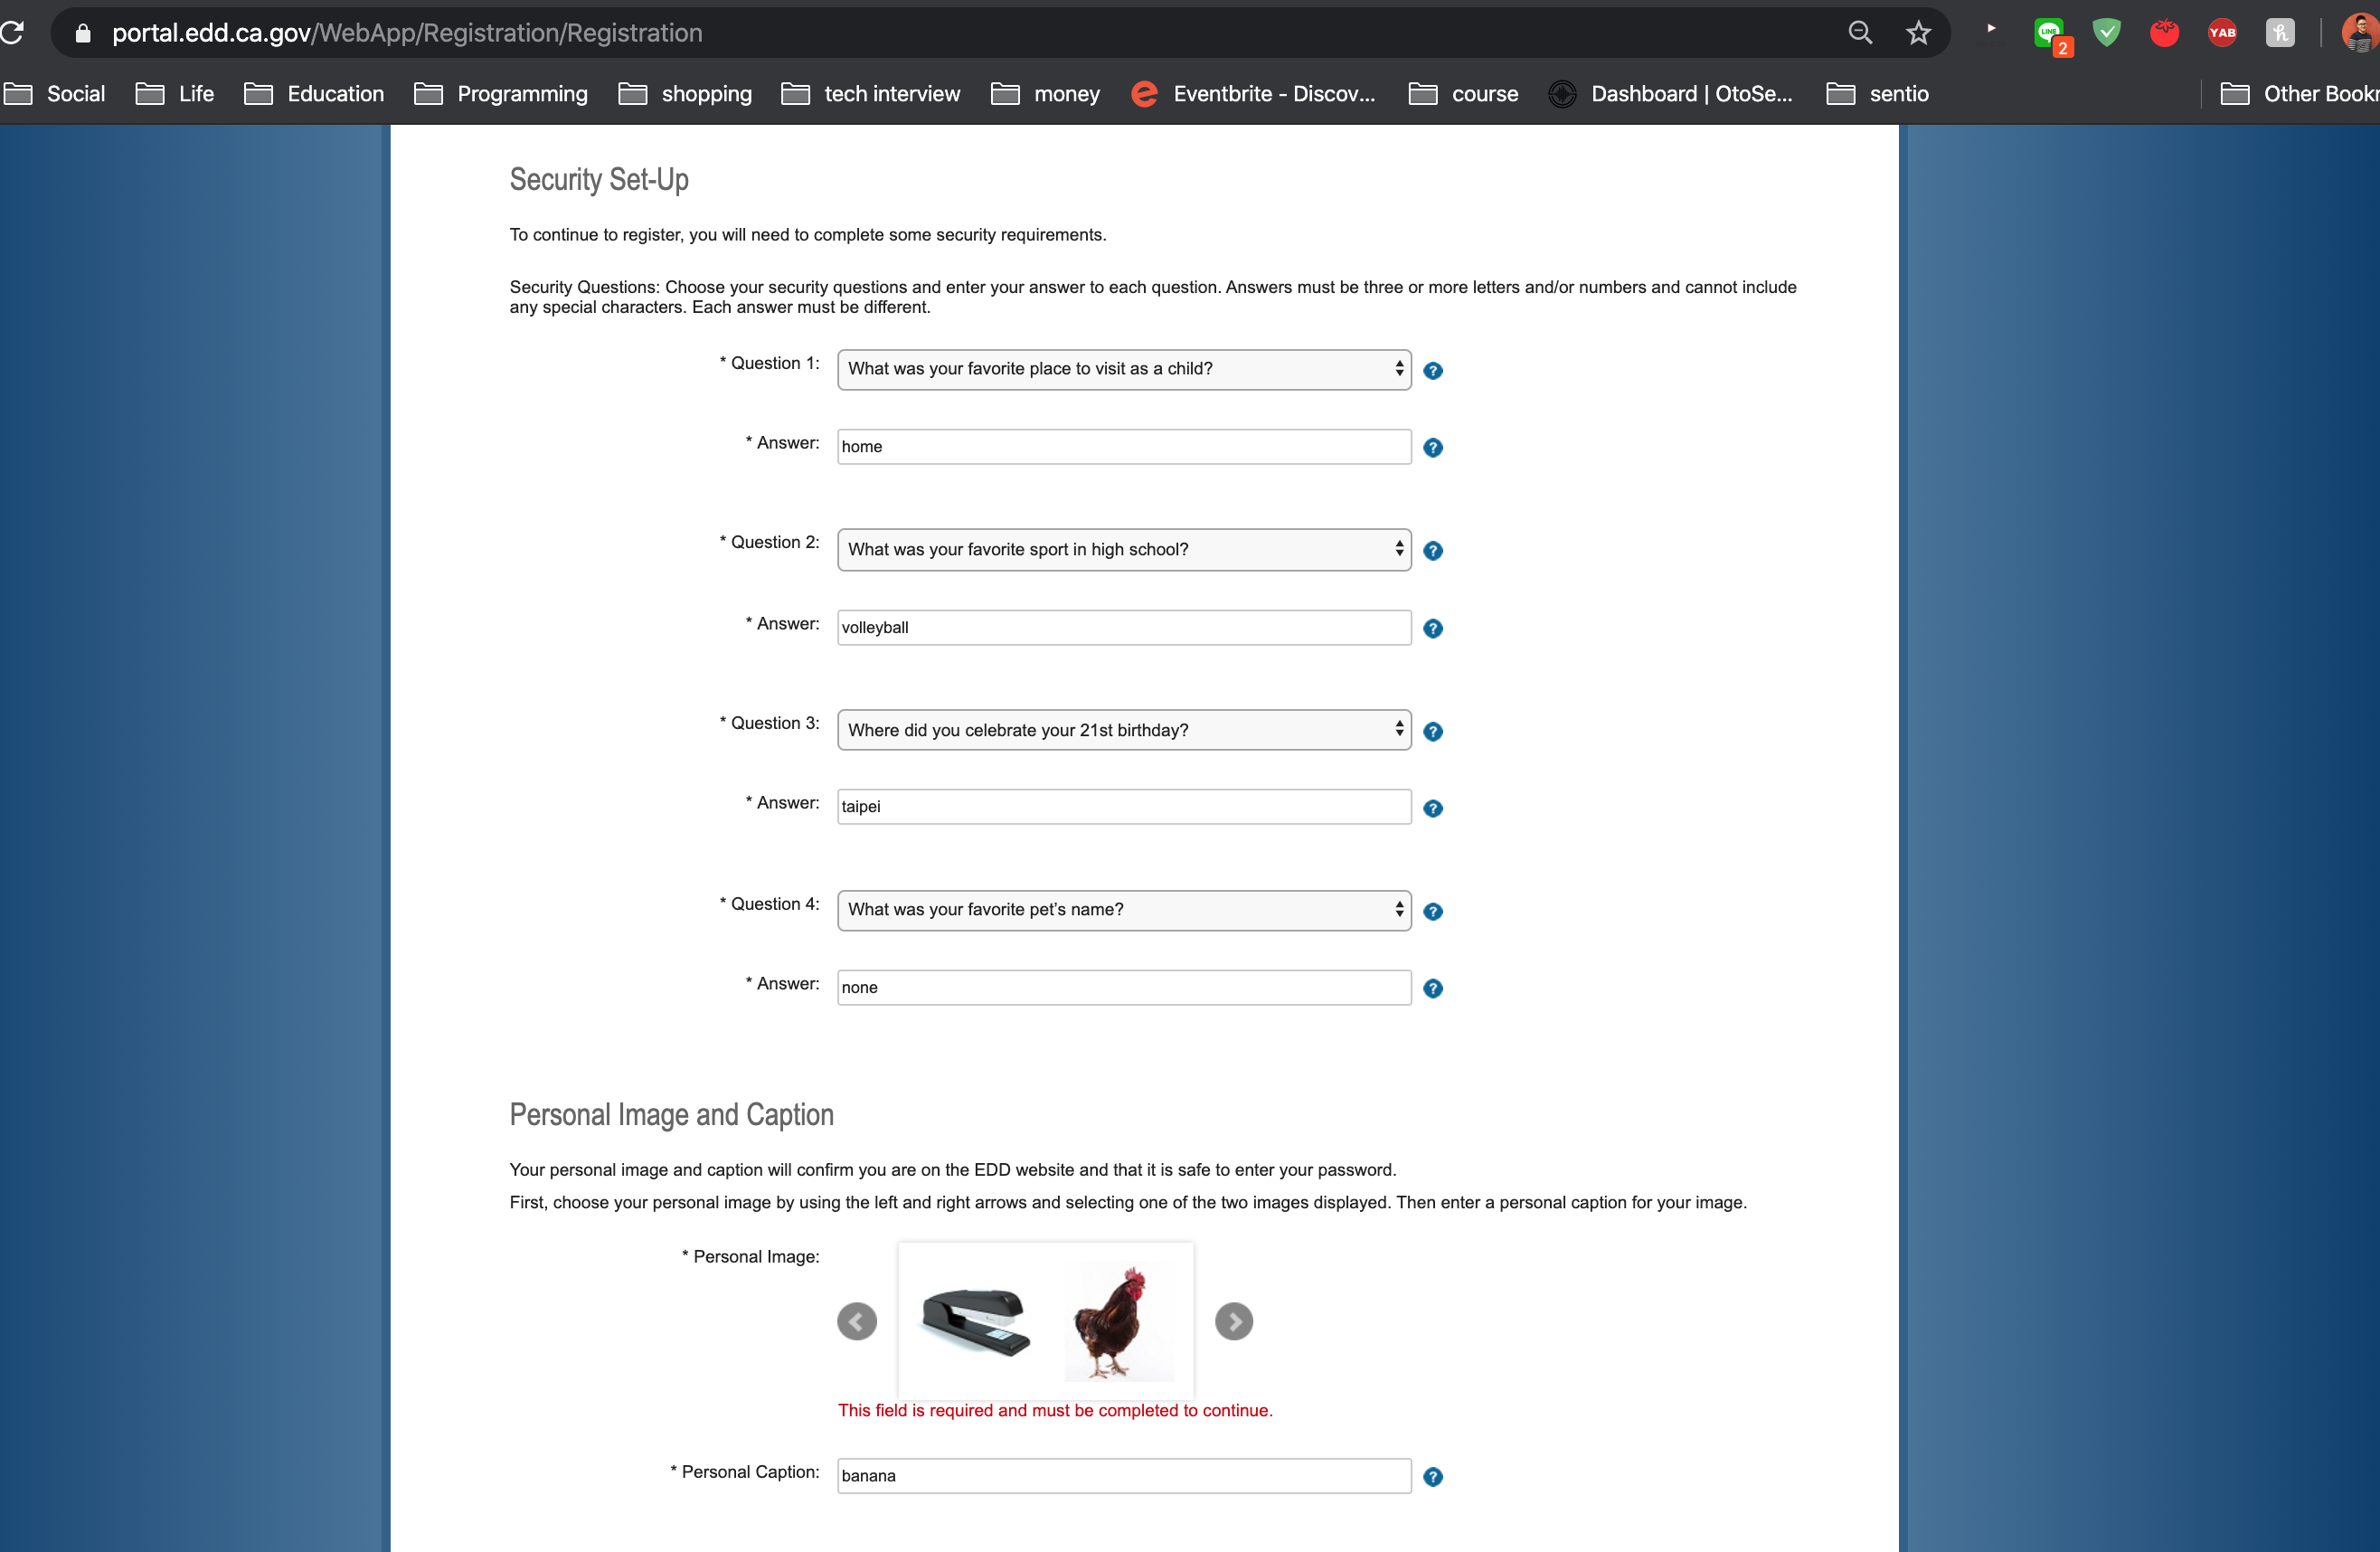 portal.edd.ca.gov/WebApp/Registration/Registration
LINE
2
YAB
h
Social Life Education Programming shopping tech interview money Eventbrite - Discov... course Dashboard | OtoSe... sentio Other Bookr
Security Set-Up
To continue to register, you will need to complete some security requirements.
Security Questions: Choose your security questions and enter your answer to each question. Answers must be three or more letters and/or numbers and cannot include
any special characters. Each answer must be different.
* Question 1: What was your favorite place to visit as a child? ?
* Answer: home ?
* Question 2: What was your favorite sport in high school? ?
* Answer: volleyball ?
* Question 3: Where did you celebrate your 21st birthday? ?
* Answer: taipei ?
* Question 4: What was your favorite pet’s name? ?
* Answer: none ?
Personal Image and Caption
Your personal image and caption will confirm you are on the EDD website and that it is safe to enter your password.
First, choose your personal image by using the left and right arrows and selecting one of the two images displayed. Then enter a personal caption for your image.
* Personal Image:
This field is required and must be completed to continue.
* Personal Caption: banana ?